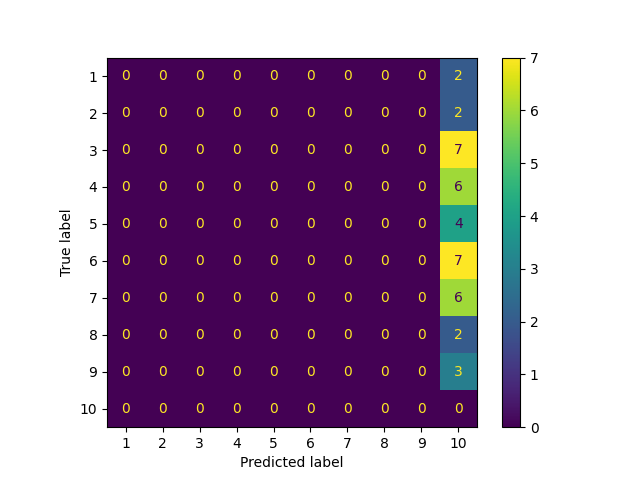 1 0 0 0 0 0 0 0 0 0 2
2 0 0 0 0 0 0 0 0 0 2
3 0 0 0 0 0 0 0 0 0 7
4 0 0 0 0 0 0 0 0 0 6
5 0 0 0 0 0 0 0 0 0 4
6 0 0 0 0 0 0 0 0 0 7
7 0 0 0 0 0 0 0 0 0 6
8 0 0 0 0 0 0 0 0 0 2
9 0 0 0 0 0 0 0 0 0 3
10 0 0 0 0 0 0 0 0 0 0
1 2 3 4 5 6 7 8 9 10
Predicted label
True label
7
6
5
4
3
2
1
0